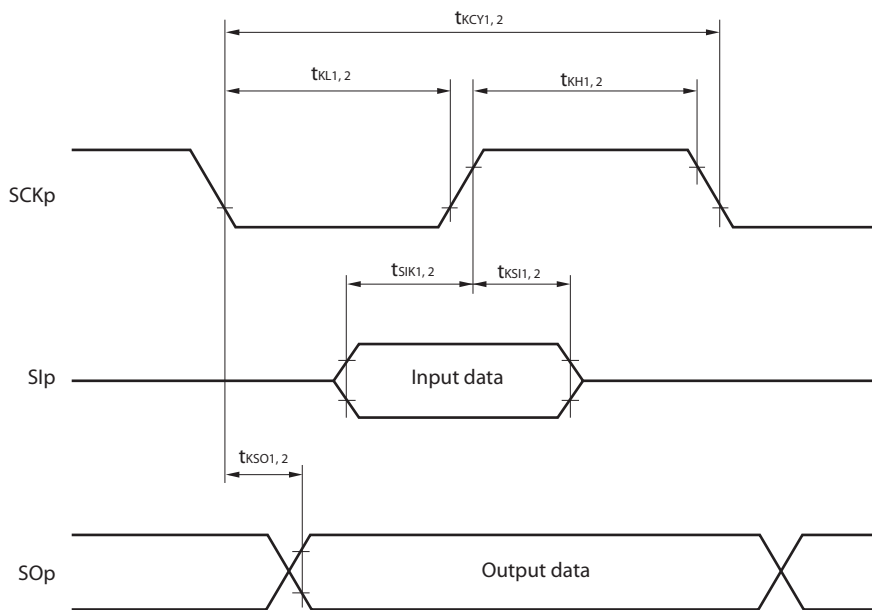 tKCY1, 2
tKL1, 2
tKH1, 2
SCKp
tSIK1, 2
tKSI1, 2
SIp
Input data
tKSO1, 2
SOp
Output data